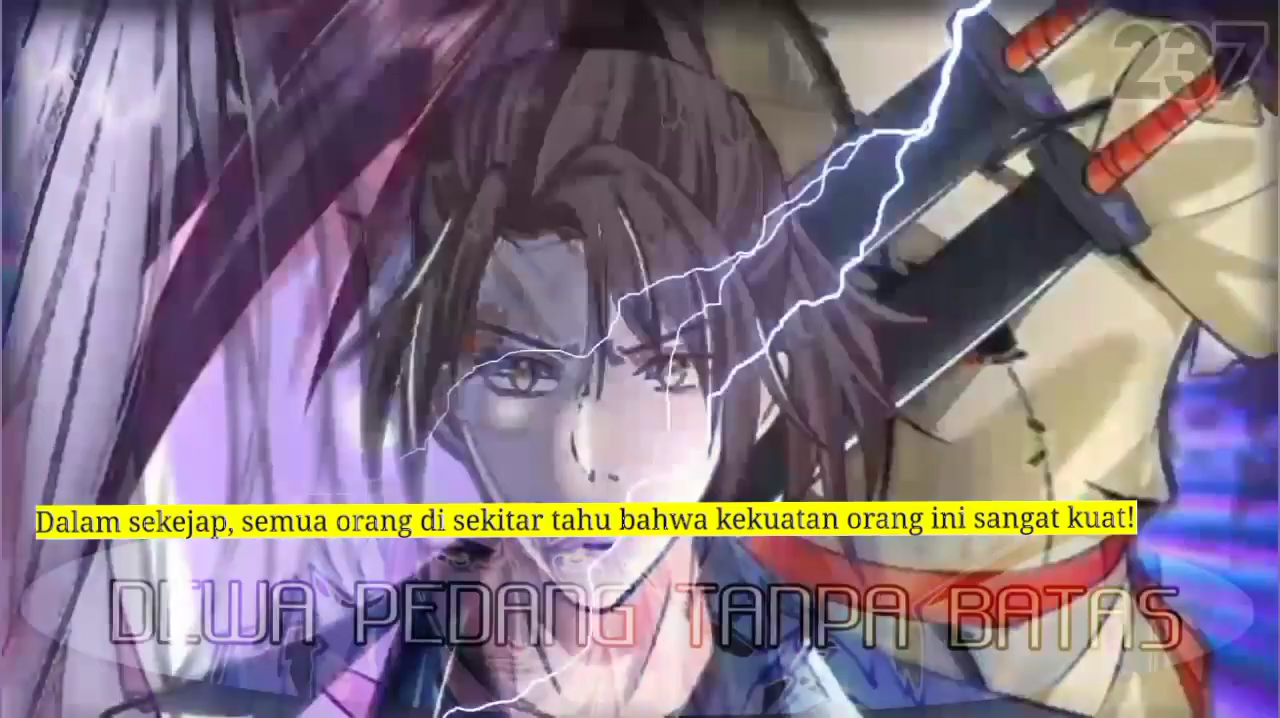 237
Dalam sekejap, semua orang di sekitar tahu bahwa kekuatan orang ini sangat kuat!
DEWA PEDANG TANPA BATAS